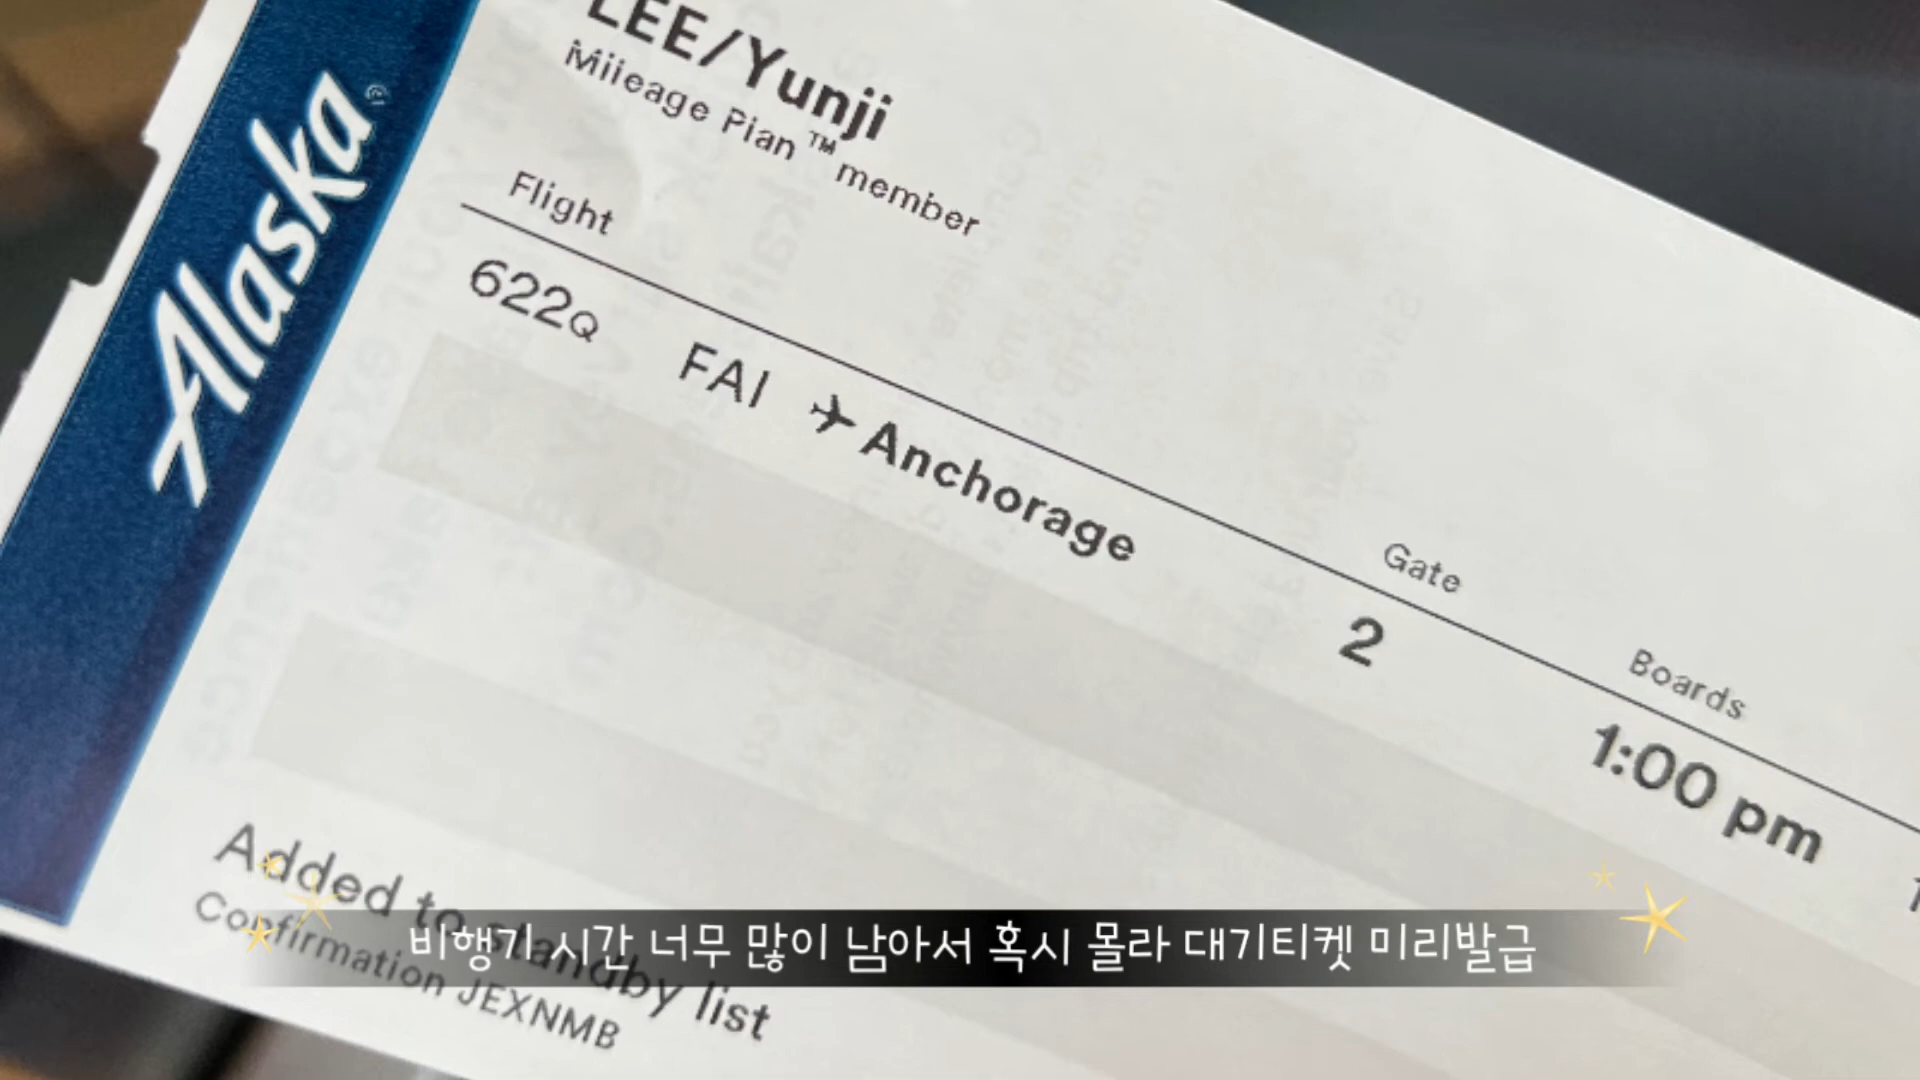 LEE/Yunji
Mileage Plan™ member
Alaska®
Flight
Gate
Boards
622Q
FAI ✈ Anchorage
2
1:00 pm
Added to standby list
Confirmation JEXNMB
비행기 시간 너무 많이 남아서 혹시 몰라 대기티켓 미리발급